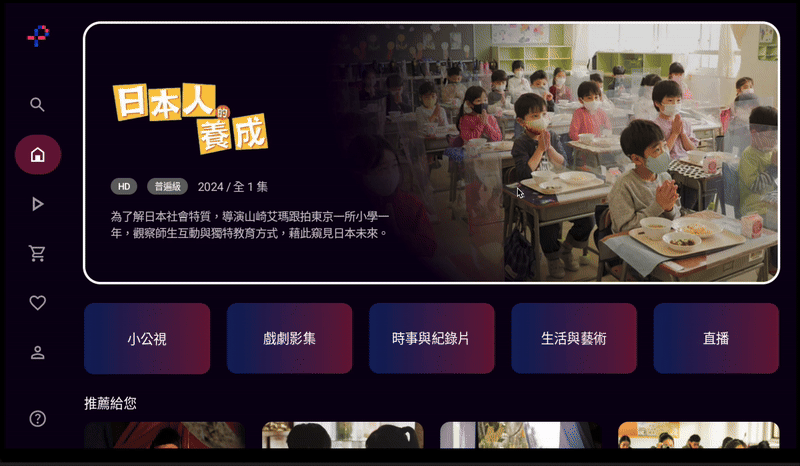 日本人的
養成
HD 普遍級 2024 / 全 1 集
為了解日本社會特質，導演山崎艾瑪跟拍東京一所小學一
年，觀察師生互動與獨特教育方式，藉此窺見日本未來。
小公視 戲劇影集 時事與紀錄片 生活與藝術 直播
推薦給您